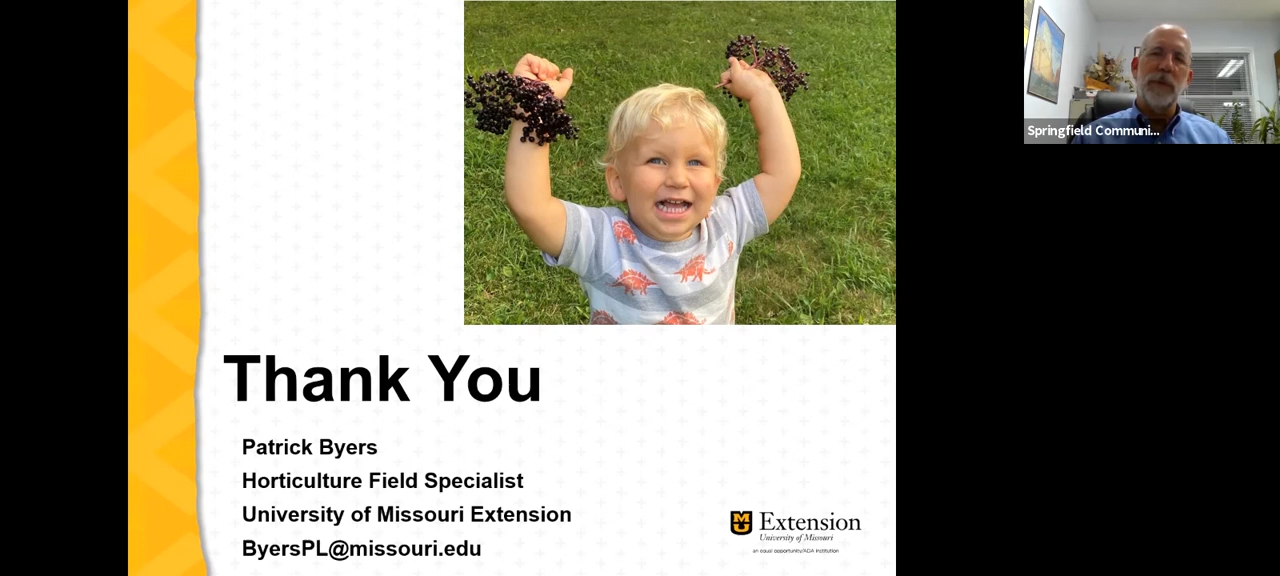 Springfield Communi...
Thank You
Patrick Byers
Horticulture Field Specialist
University of Missouri Extension
ByersPL@missouri.edu
Extension
University of Missouri
an equal opportunity/ADA institution